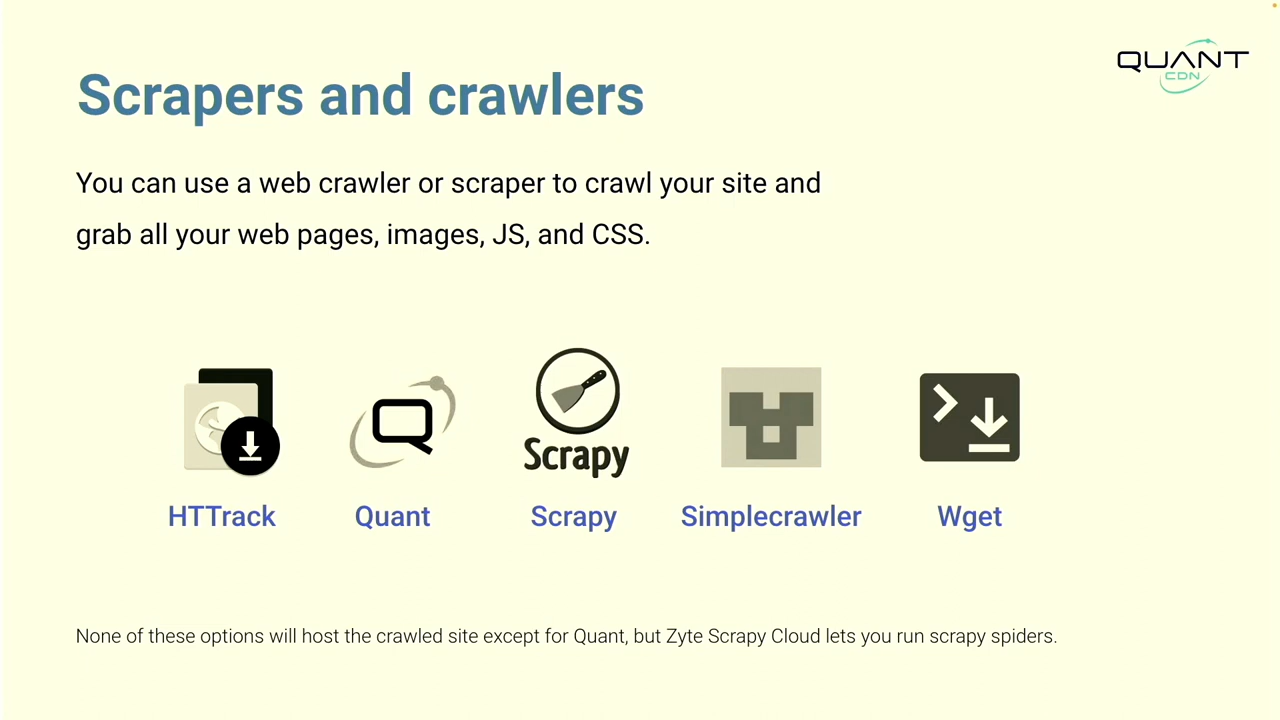 QUANT
CDN
Scrapers and crawlers
You can use a web crawler or scraper to crawl your site and
grab all your web pages, images, JS, and CSS.
Scrapy
HTTrack
Quant
Scrapy
Simplecrawler
Wget
None of these options will host the crawled site except for Quant, but Zyte Scrapy Cloud lets you run scrapy spiders.